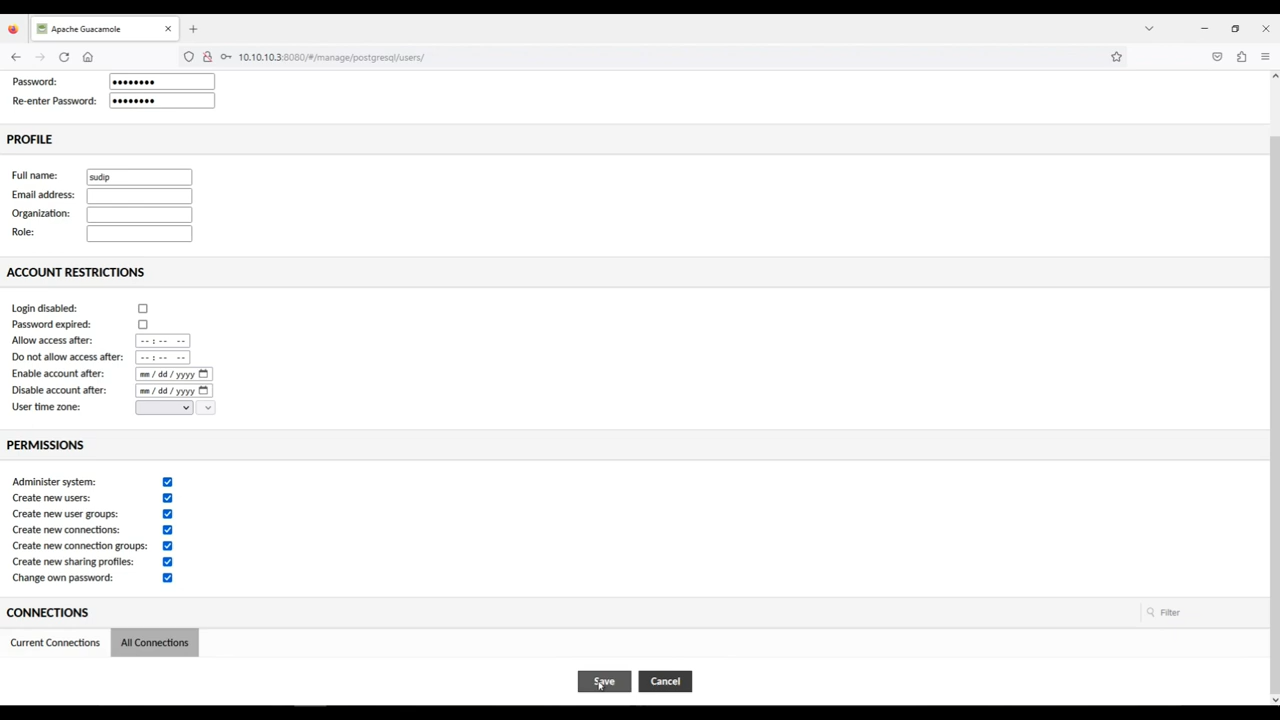 Apache Guacamole
10.10.10.3:8080/#/manage/postgresql/users/
Password: ••••••••
Re-enter Password: ••••••••
PROFILE
Full name: sudip
Email address:
Organization:
Role:
ACCOUNT RESTRICTIONS
Login disabled:
Password expired:
Allow access after: --:-- --
Do not allow access after: --:-- --
Enable account after: mm/dd/yyyy
Disable account after: mm/dd/yyyy
User time zone:
PERMISSIONS
Administer system:
Create new users:
Create new user groups:
Create new connections:
Create new connection groups:
Create new sharing profiles:
Change own password:
CONNECTIONS Filter
Current Connections All Connections
Save Cancel